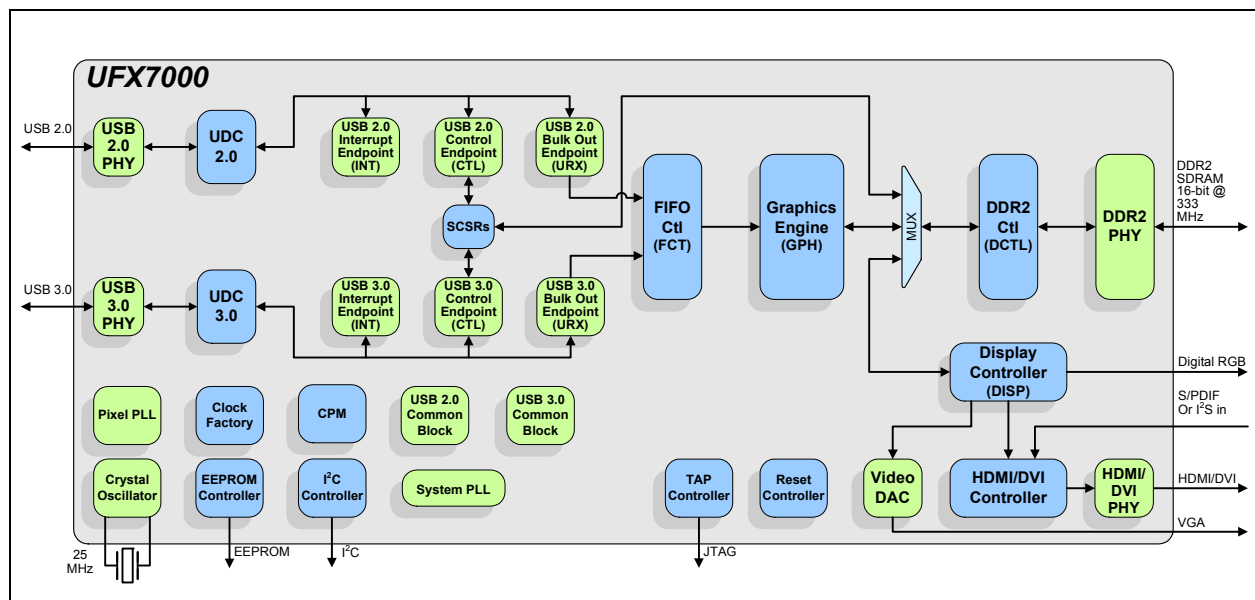 UFX7000
USB 2.0
USB
2.0
PHY
UDC
2.0
USB 2.0
Interrupt
Endpoint
(INT)
USB 2.0
Control
Endpoint
(CTL)
USB 2.0
Bulk Out
Endpoint
(URX)
SCSRs
FIFO
Ctl
(FCT)
Graphics
Engine
(GPH)
MUX
DDR2
Ctl
(DCTL)
DDR2
PHY
DDR2
SDRAM
16-bit @
333
MHz
USB 3.0
USB
3.0
PHY
UDC
3.0
USB 3.0
Interrupt
Endpoint
(INT)
USB 3.0
Control
Endpoint
(CTL)
USB 3.0
Bulk Out
Endpoint
(URX)
Display
Controller
(DISP)
Digital RGB
S/PDIF
Or I²S in
Pixel PLL
Clock
Factory
CPM
USB 2.0
Common
Block
USB 3.0
Common
Block
Crystal
Oscillator
EEPROM
Controller
I²C
Controller
System PLL
TAP
Controller
Reset
Controller
Video
DAC
HDMI/DVI
Controller
HDMI/
DVI
PHY
HDMI/DVI
VGA
25
MHz
EEPROM
I²C
JTAG